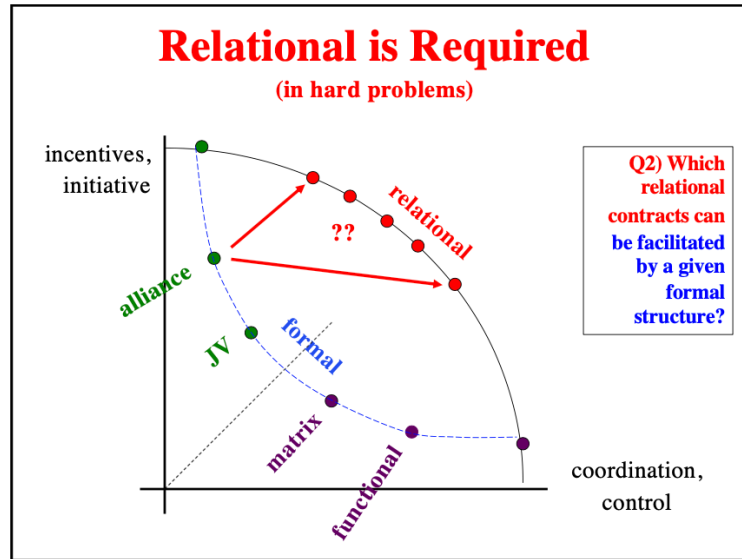 Relational is Required
(in hard problems)
incentives,
initiative
relational
??
alliance
JV
formal
matrix
functional
coordination,
control
Q2) Which
relational
contracts can
be facilitated
by a given
formal
structure?